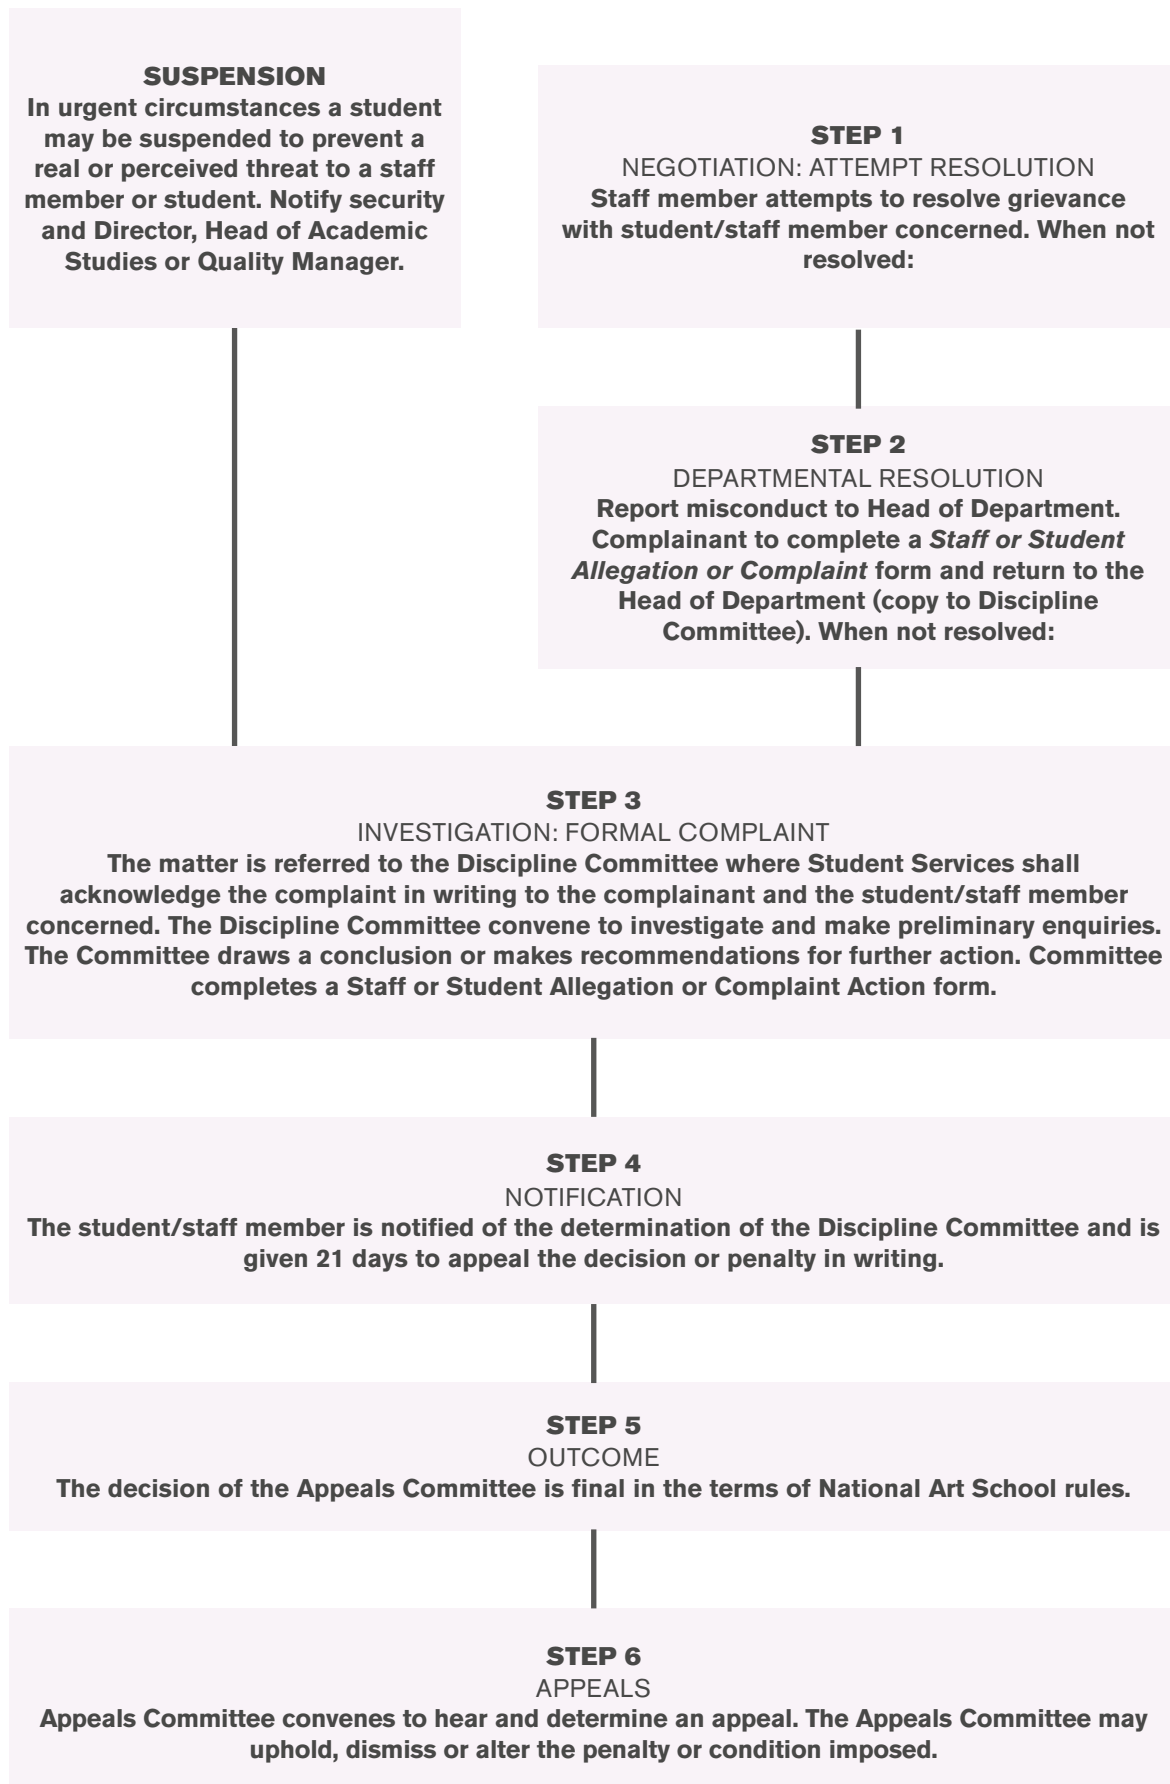 SUSPENSION
In urgent circumstances a student
may be suspended to prevent a
real or perceived threat to a staff
member or student. Notify security
and Director, Head of Academic
Studies or Quality Manager.
STEP 1
NEGOTIATION: ATTEMPT RESOLUTION
Staff member attempts to resolve grievance
with student/staff member concerned. When not
resolved:
STEP 2
DEPARTMENTAL RESOLUTION
Report misconduct to Head of Department.
Complainant to complete a Staff or Student
Allegation or Complaint form and return to the
Head of Department (copy to Discipline
Committee). When not resolved:
STEP 3
INVESTIGATION: FORMAL COMPLAINT
The matter is referred to the Discipline Committee where Student Services shall
acknowledge the complaint in writing to the complainant and the student/staff member
concerned. The Discipline Committee convene to investigate and make preliminary enquiries.
The Committee draws a conclusion or makes recommendations for further action. Committee
completes a Staff or Student Allegation or Complaint Action form.
STEP 4
NOTIFICATION
The student/staff member is notified of the determination of the Discipline Committee and is
given 21 days to appeal the decision or penalty in writing.
STEP 5
OUTCOME
The decision of the Appeals Committee is final in the terms of National Art School rules.
STEP 6
APPEALS
Appeals Committee convenes to hear and determine an appeal. The Appeals Committee may
uphold, dismiss or alter the penalty or condition imposed.